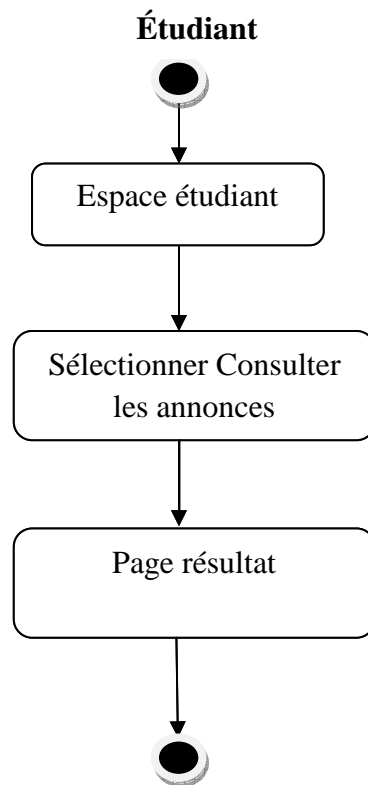 Étudiant
Espace étudiant
Sélectionner Consulter
les annonces
Page résultat